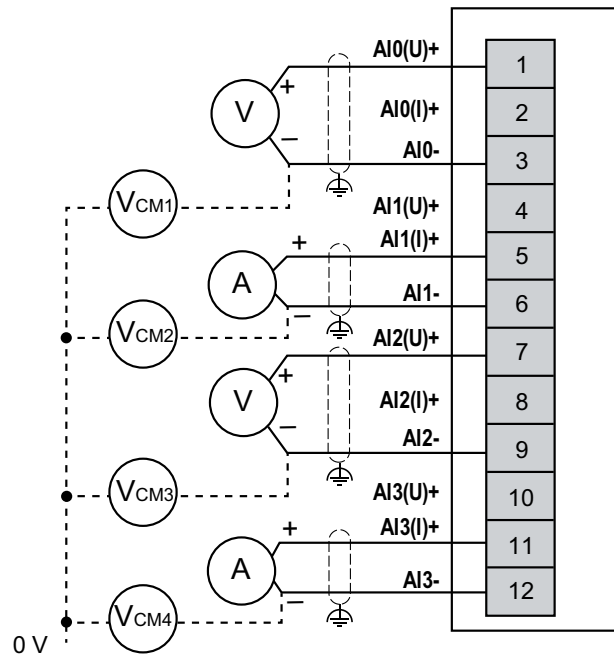 AI0(U)+
1
+
V
AI0(I)+
2
–
AI0-
3
VCM1
AI1(U)+
4
+
AI1(I)+
5
A
AI1-
6
–
VCM2
AI2(U)+
7
+
V
AI2(I)+
8
–
AI2-
9
VCM3
AI3(U)+
10
+
AI3(I)+
11
A
AI3-
12
–
VCM4
0 V